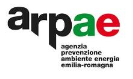 arpae
agenzia
prevenzione
ambiente energia
emilia-romagna